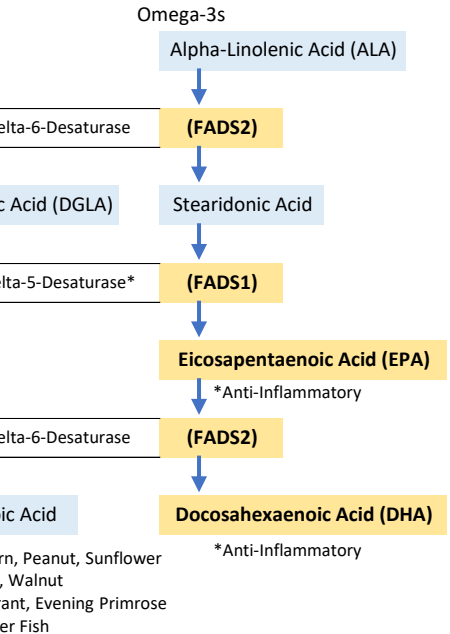 Omega-3s
Alpha-Linolenic Acid (ALA)
elta-6-Desaturase (FADS2)
c Acid (DGLA) Stearidonic Acid
elta-5-Desaturase* (FADS1)
Eicosapentaenoic Acid (EPA)
*Anti-Inflammatory
elta-6-Desaturase (FADS2)
ic Acid Docosahexaenoic Acid (DHA)
*Anti-Inflammatory
rn, Peanut, Sunflower
, Walnut
rant, Evening Primrose
er Fish